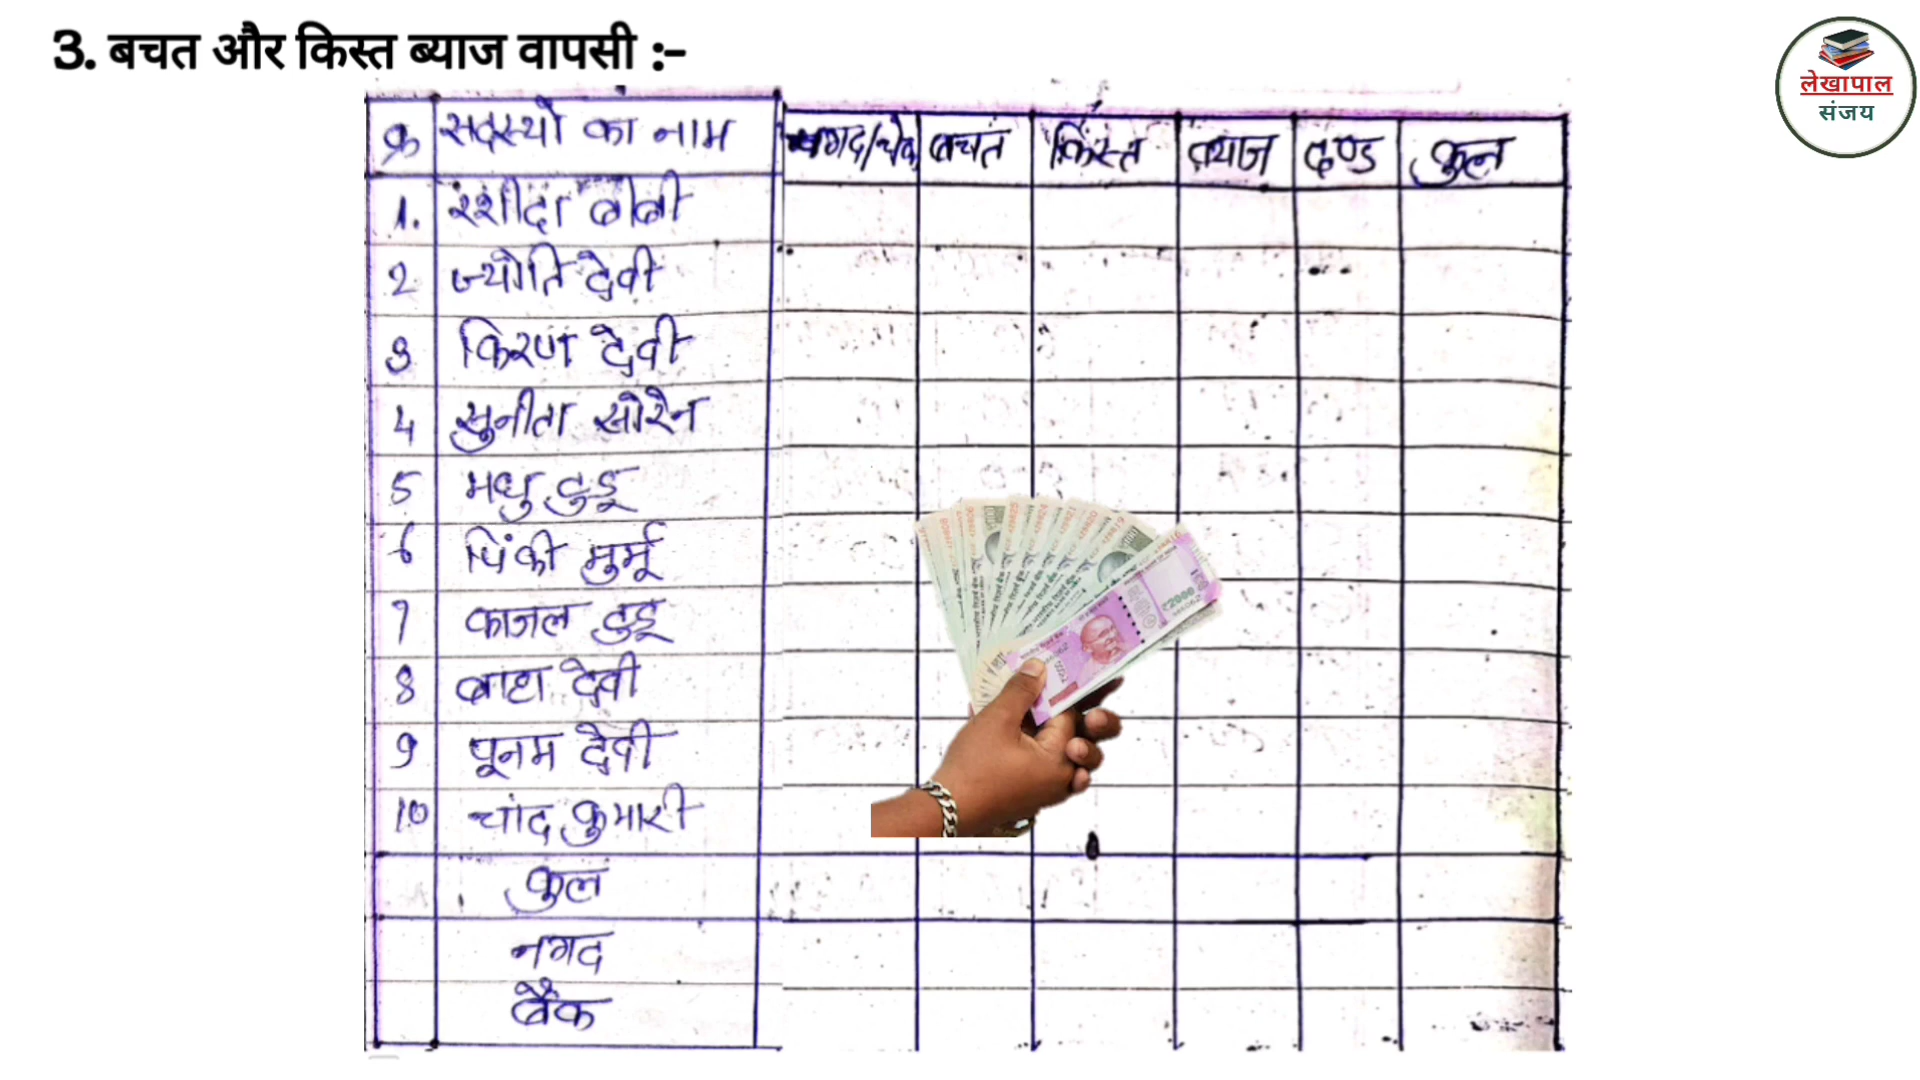 3. बचत और किस्त ब्याज वापसी :-
लेखापाल
संजय
क्र सदस्यो का नाम नगद/चेक बचत किस्त ब्याज दण्ड कुल
1. रशीदा बीबी
2 ज्योति देवी
3 किरण देवी
4 सुनीता सोरेन
5 मधु टुडू
6 पिंकी मुर्मू
7 काजल टुडू
8 बाहा देवी
9 पूनम देवी
10 चांद कुमारी
कुल
नगद
बैंक
₹2000